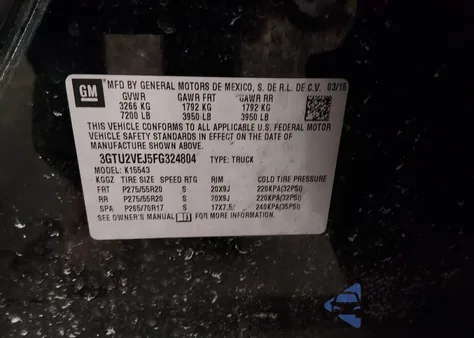 GM MFD BY GENERAL MOTORS DE MEXICO, S. DE R.L. DE C.V. 03/15
GVWR GAWR FRT GAWR RR
3266 KG 1792 KG 1792 KG
7200 LB 3950 LB 3950 LB
THIS VEHICLE CONFORMS TO ALL APPLICABLE U.S. FEDERAL MOTOR
VEHICLE SAFETY STANDARDS IN EFFECT ON THE DATE OF
MANUFACTURE SHOWN ABOVE.
3GTU2VEJ5FG324804 TYPE: TRUCK
MODEL: K15543
KGGZ TIRE SIZE SPEED RTG RIM COLD TIRE PRESSURE
FRT P275/55R20 S 20X9J 220KPA(32PSI)
RR P275/55R20 S 20X9J 220KPA(32PSI)
SPA P265/70R17 S 17X7.5 240KPA(35PSI)
SEE OWNER'S MANUAL FOR MORE INFORMATION.